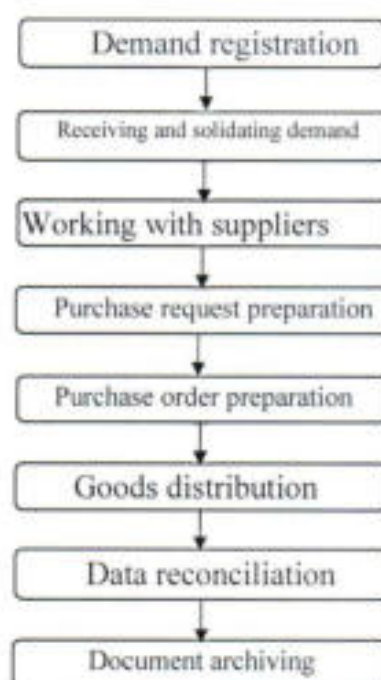 Demand registration
Receiving and solidating demand
Working with suppliers
Purchase request preparation
Purchase order preparation
Goods distribution
Data reconciliation
Document archiving